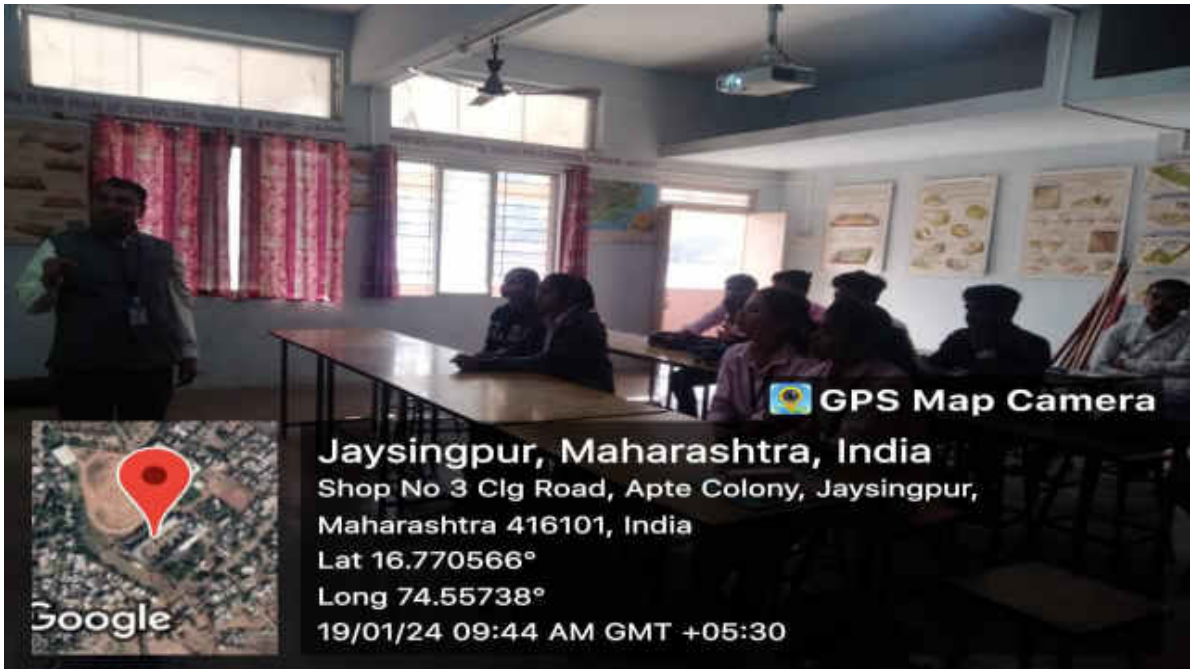 GPS Map Camera
Jaysingpur, Maharashtra, India
Shop No 3 Clg Road, Apte Colony, Jaysingpur,
Maharashtra 416101, India
Lat 16.770566°
Long 74.55738°
19/01/24 09:44 AM GMT +05:30
Google